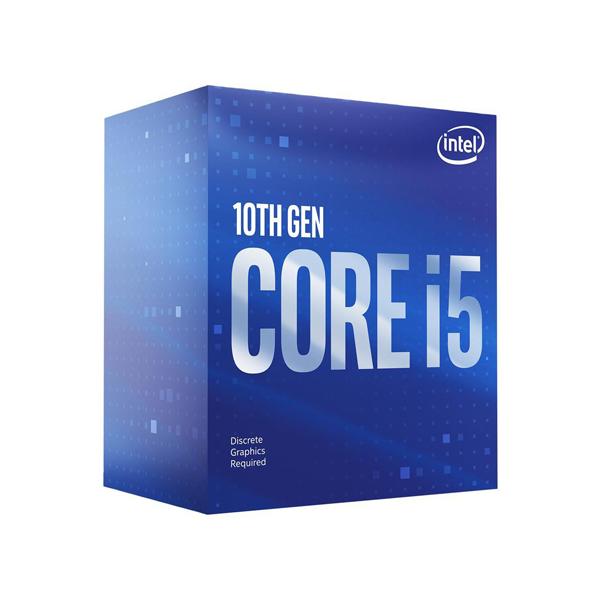 intel
10TH GEN
CORE i5
Discrete
Graphics
Required